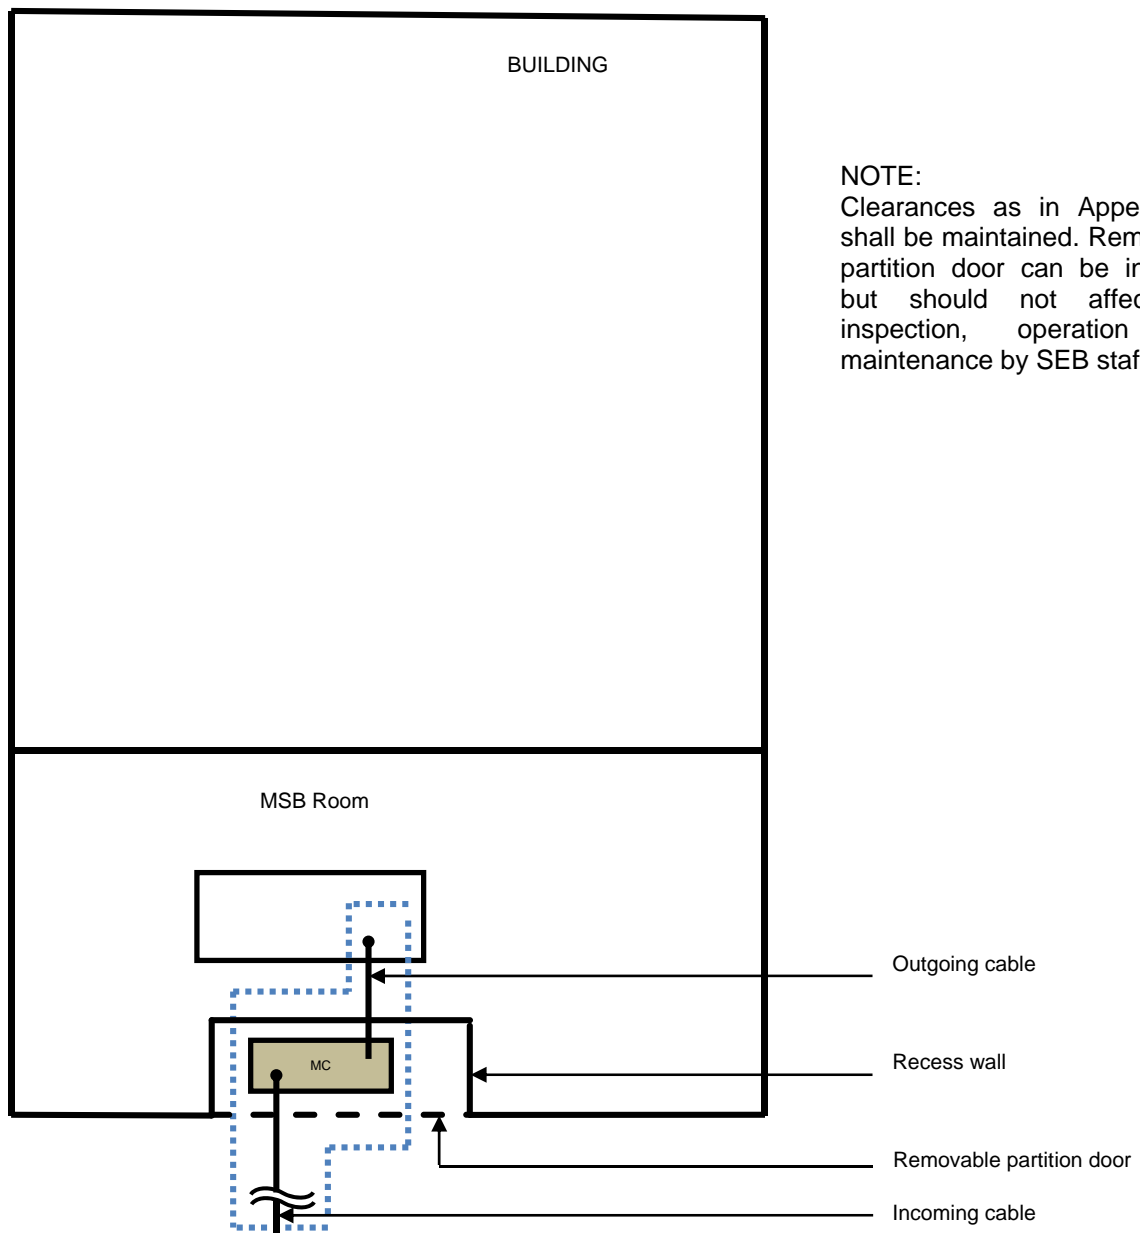 BUILDING
NOTE:
Clearances as in
shall be maintained.
partition door can be
but should not
inspection, operation
maintenance by SEB
MSB Room
Outgoing cable
MC
Recess wall
Removable partition door
Incoming cable